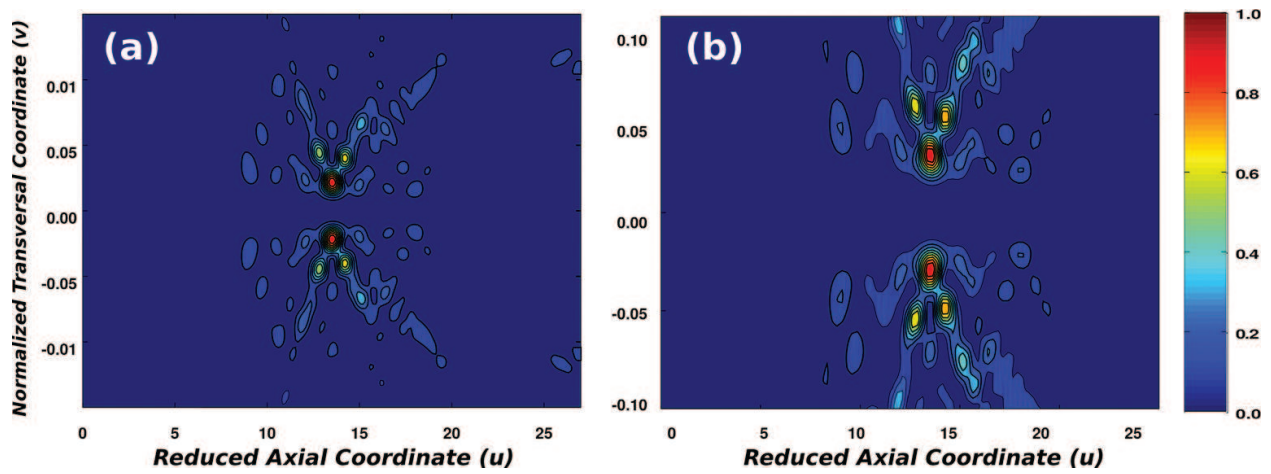 (a)
Normalized Transversal Coordinate (v)
0.01
0.05
0.00
-0.05
-0.01
0 5 10 15 20 25
Reduced Axial Coordinate (u)
(b)
0.10
0.05
0.00
-0.05
-0.10
0 5 10 15 20 25
Reduced Axial Coordinate (u)
1.0
0.8
0.6
0.4
0.2
0.0